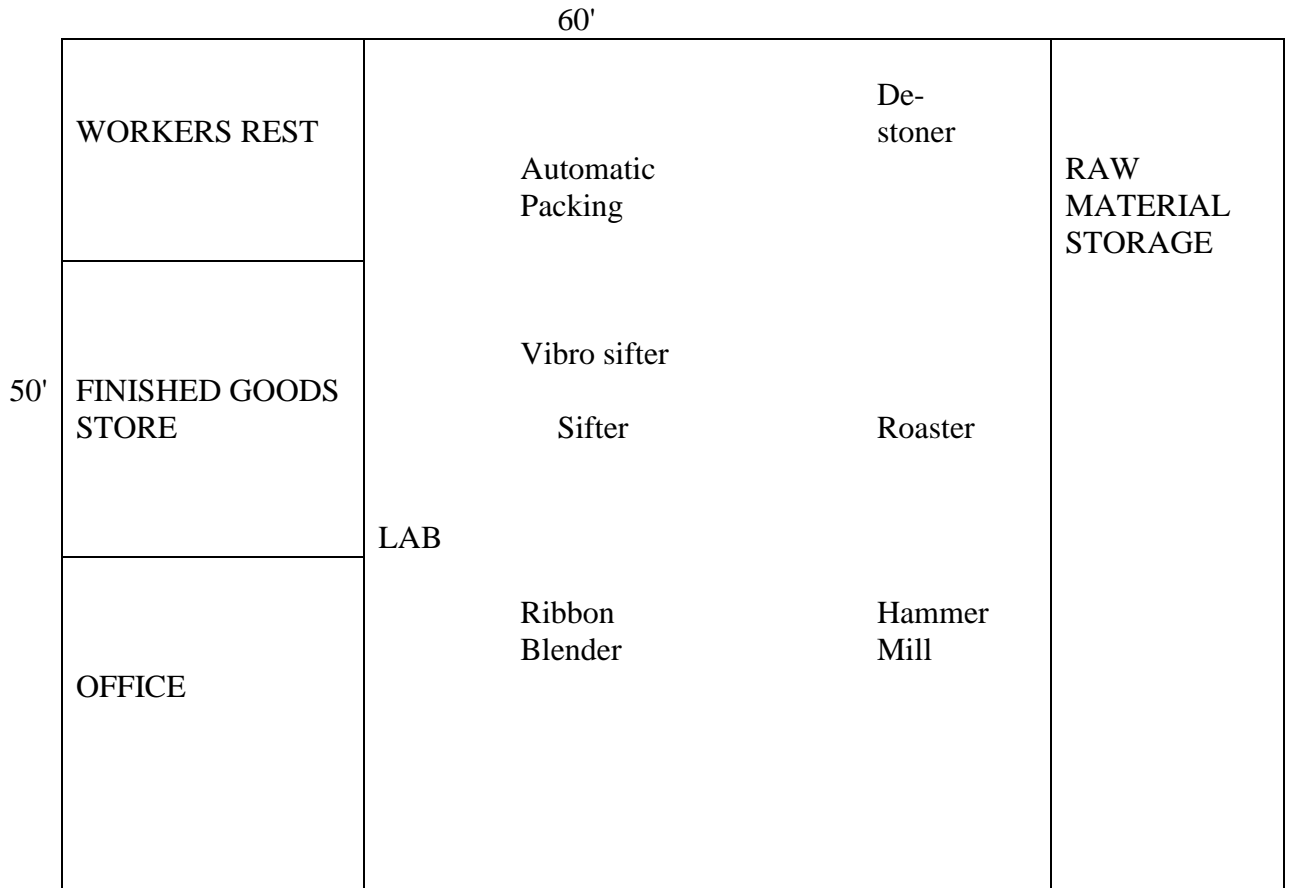 60'
WORKERS REST
De-
stoner
Automatic
Packing
RAW
MATERIAL
STORAGE
Vibro sifter
50'
FINISHED GOODS
STORE
Sifter
Roaster
LAB
Ribbon
Blender
Hammer
Mill
OFFICE